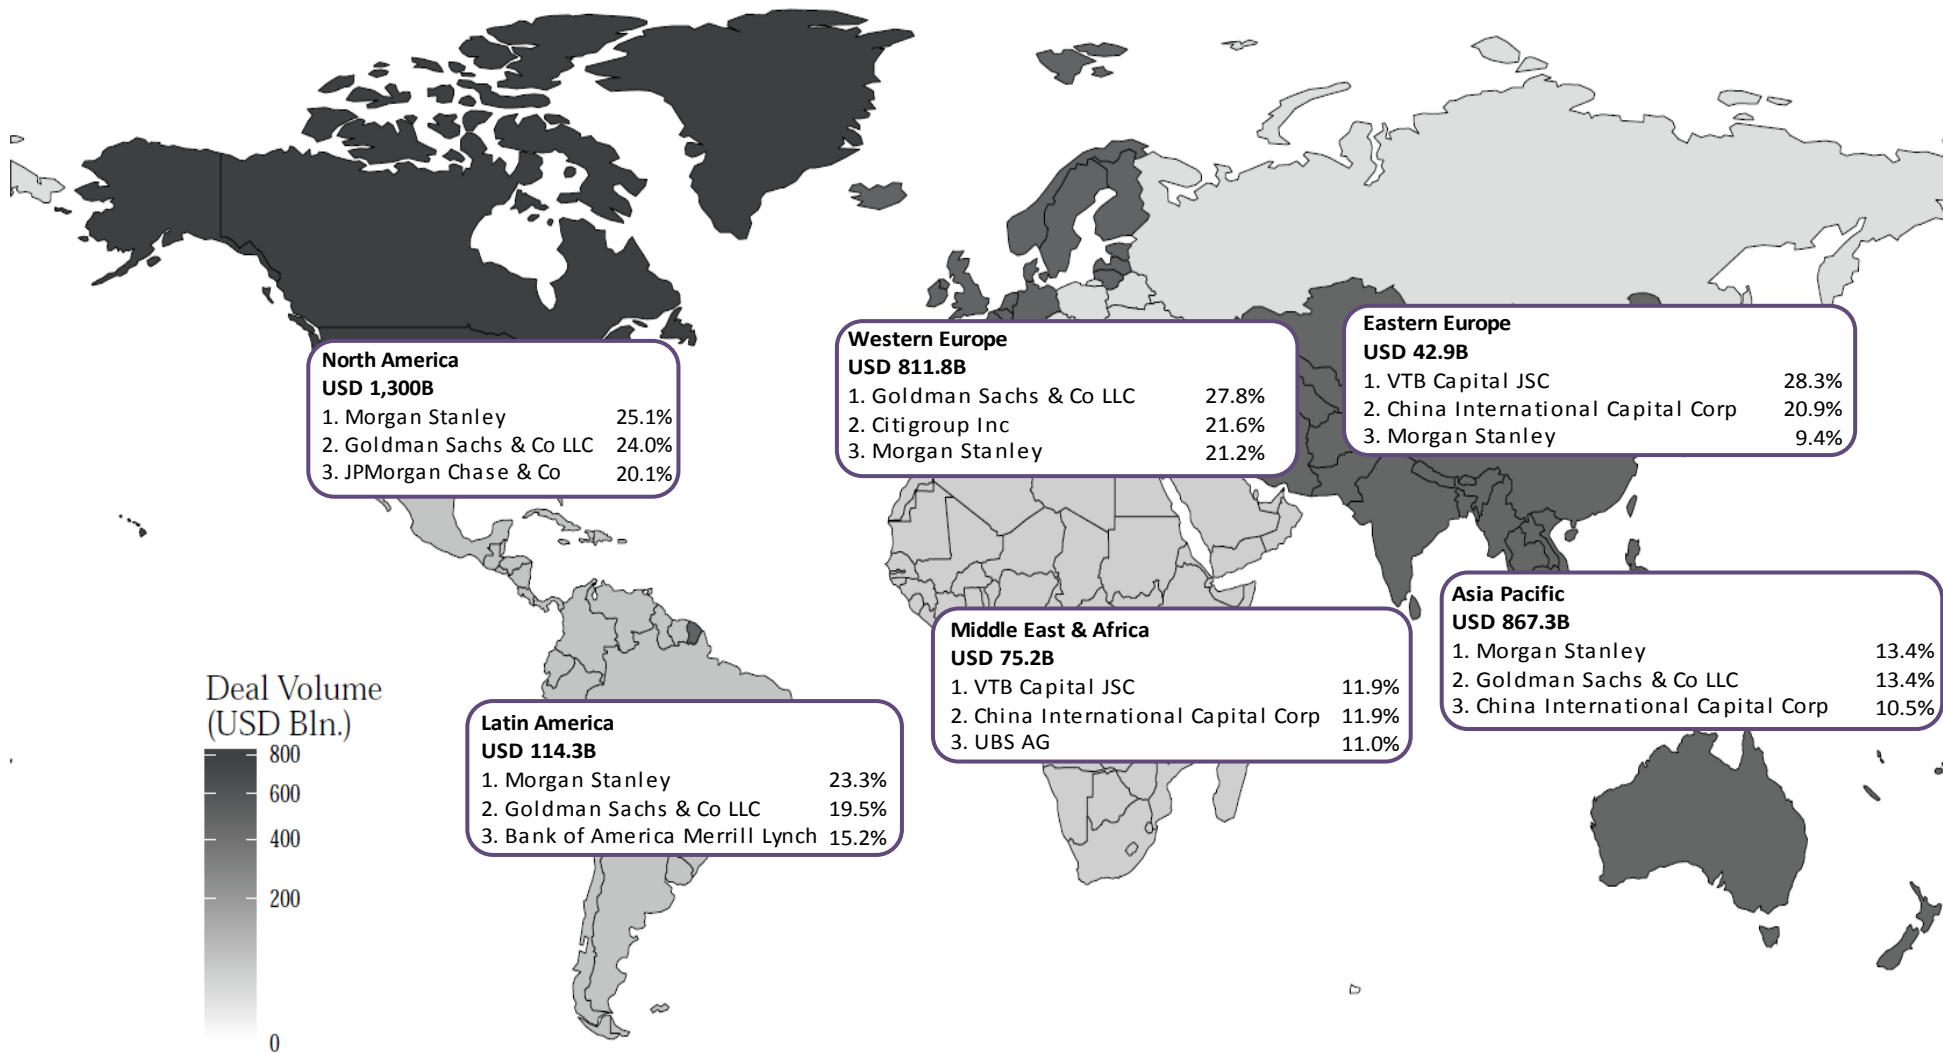 North America
USD 1,300B
1. Morgan Stanley 25.1%
2. Goldman Sachs & Co LLC 24.0%
3. JPMorgan Chase & Co 20.1%
Western Europe
USD 811.8B
1. Goldman Sachs & Co LLC 27.8%
2. Citigroup Inc 21.6%
3. Morgan Stanley 21.2%
Eastern Europe
USD 42.9B
1. VTB Capital JSC 28.3%
2. China International Capital Corp 20.9%
3. Morgan Stanley 9.4%
Asia Pacific
USD 867.3B
1. Morgan Stanley 13.4%
2. Goldman Sachs & Co LLC 13.4%
3. China International Capital Corp 10.5%
Middle East & Africa
USD 75.2B
1. VTB Capital JSC 11.9%
2. China International Capital Corp 11.9%
3. UBS AG 11.0%
Latin America
USD 114.3B
1. Morgan Stanley 23.3%
2. Goldman Sachs & Co LLC 19.5%
3. Bank of America Merrill Lynch 15.2%
Deal Volume
(USD Bln.)
800
600
400
200
0